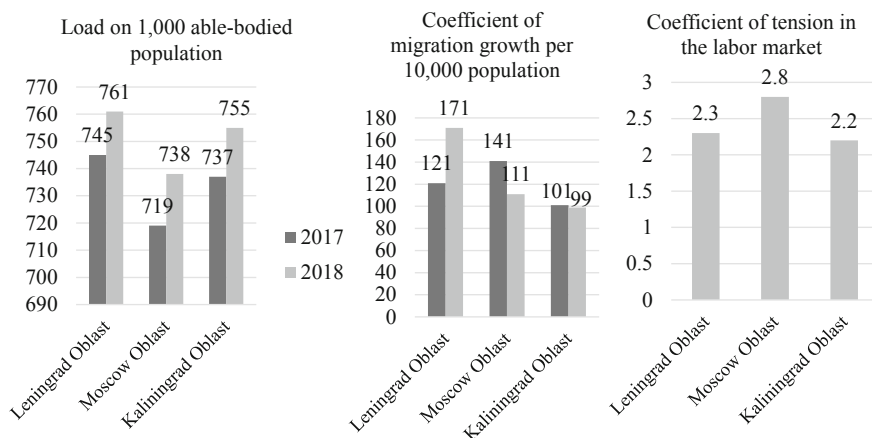 Load on 1,000 able-bodied
population
770
760
750
740
730
720
710
700
690
745
761
719
738
737
755
Leningrad Oblast
Moscow Oblast
Kaliningrad Oblast
2017
2018
Coefficient of
migration growth per
10,000 population
180
160
140
120
100
80
60
40
20
0
121
171
141
111
101
99
Leningrad Oblast
Moscow Oblast
Kaliningrad Oblast
Coefficient of tension in
the labor market
3
2.5
2
1.5
1
0.5
0
2.3
2.8
2.2
Leningrad Oblast
Moscow Oblast
Kaliningrad Oblast